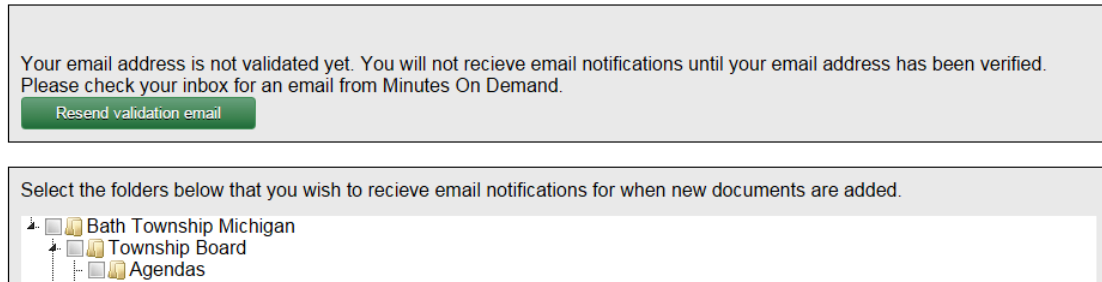 Your email address is not validated yet. You will not recieve email notifications until your email address has been verified.
Please check your inbox for an email from Minutes On Demand.
Resend validation email
Select the folders below that you wish to recieve email notifications for when new documents are added.
Bath Township Michigan
Township Board
Agendas